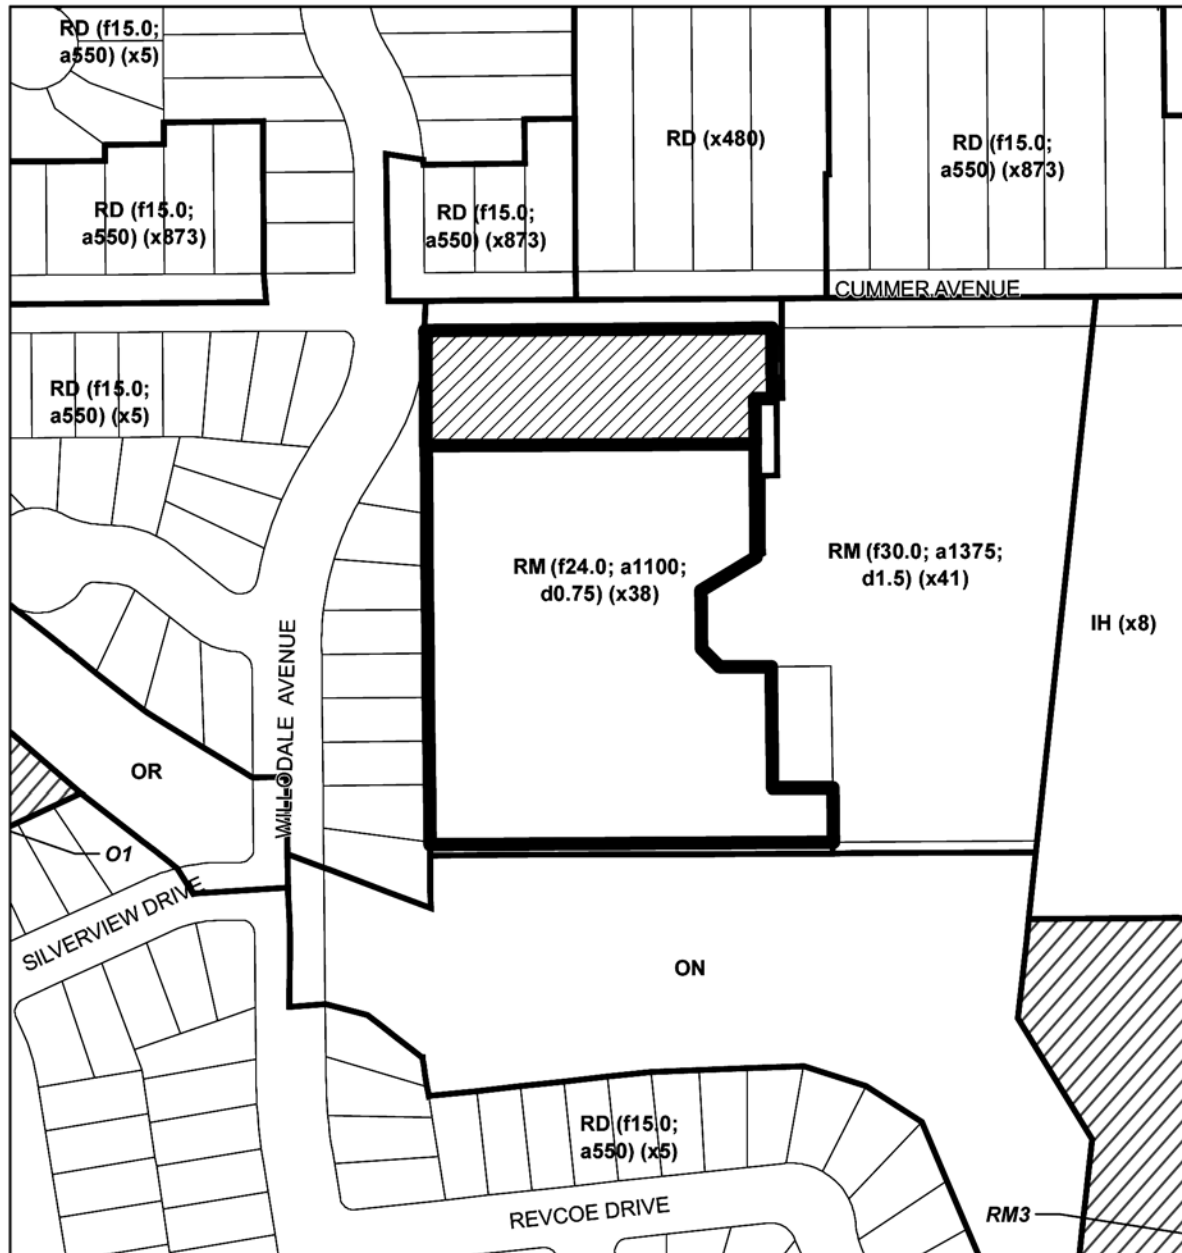 RD (f15.0;
a550) (x5)
RD (x480)
RD (f15.0;
a550) (x873)
RD (f15.0;
a550) (x873)
RD (f15.0;
a550) (x873)
CUMMER AVENUE
RD (f15.0;
a550) (x5)
RM (f24.0; a1100;
d0.75) (x38)
RM (f30.0; a1375;
d1.5) (x41)
IH (x8)
WILLODALE AVENUE
OR
O1
SILVERVIEW DRIVE
ON
RD (f15.0;
a550) (x5)
REVCOE DRIVE
RM3